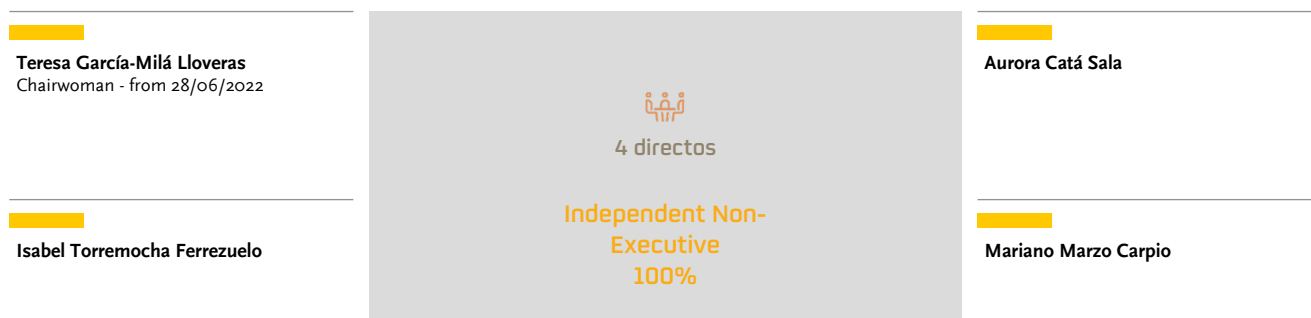 Teresa García-Milá Lloveras
Chairwoman - from 28/06/2022
Isabel Torremocha Ferrezuelo
4 directos
Independent Non-
Executive
100%
Aurora Catá Sala
Mariano Marzo Carpio